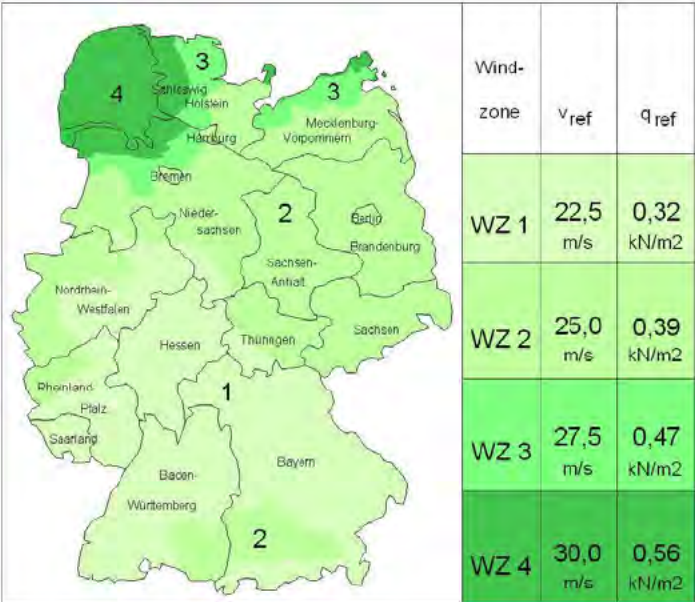 3
4
Schleswig
Holstein
3
Mecklenburg-
Vorpommern
Hamburg
Bremen
Nieder-
sachsen
2
Berlin
Brandenburg
Sachsen-
Anhalt
Nordrhein-
Westfalen
Hessen
Thüringen
Sachsen
Rheinland
Pfalz
1
Saarland
Bayern
Baden-
Württemberg
2
Wind-
zone
v ref
q ref
WZ 1
22,5
m/s
0,32
kN/m2
WZ 2
25,0
m/s
0,39
kN/m2
WZ 3
27,5
m/s
0,47
kN/m2
WZ 4
30,0
m/s
0,56
kN/m2